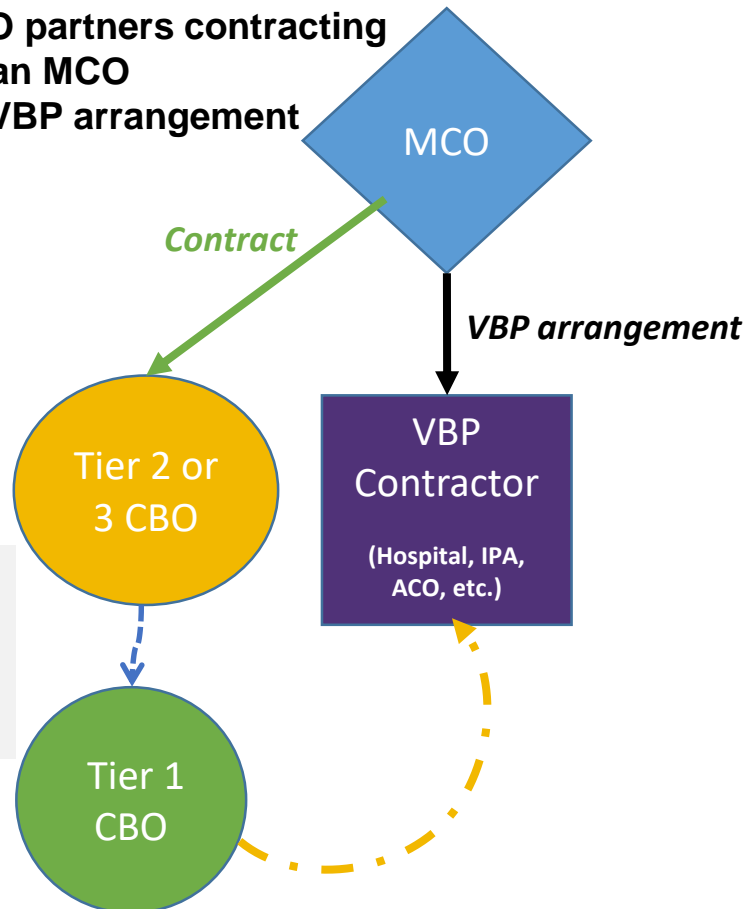 partners contracting
an MCO
VBP arrangement
MCO
Contract
VBP arrangement
Tier 2 or
3 CBO
VBP
Contractor
(Hospital, IPA,
ACO, etc.)
Tier 1
CBO